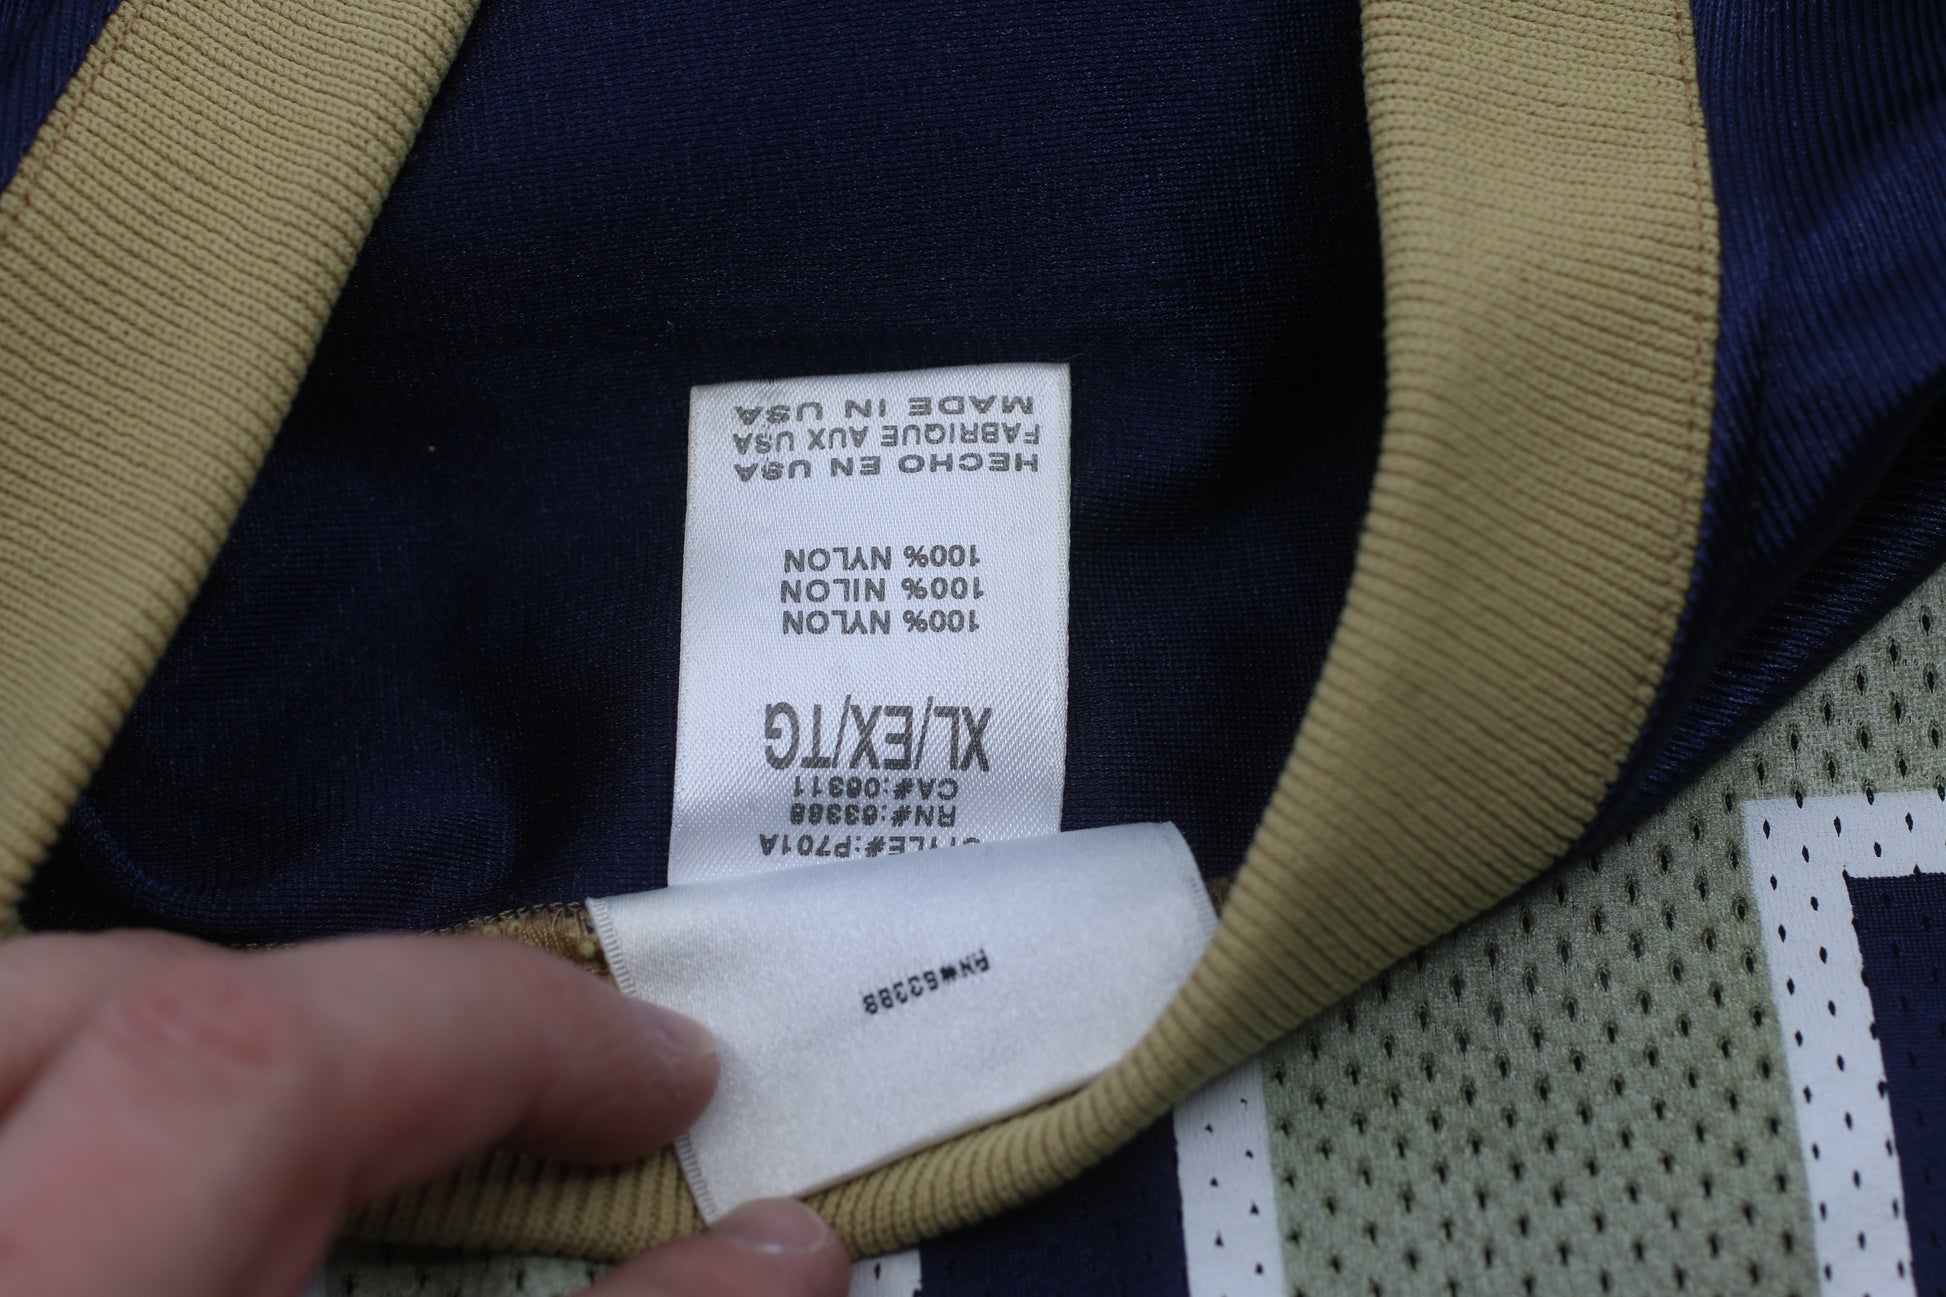 RN#63388
STYLE#:P701A
RN#:63388
CA#:06311
XL/EX/TG
100% NYLON
100% NILON
100% NYLON
HECHO EN USA
FABRIQUE AUX USA
MADE IN USA